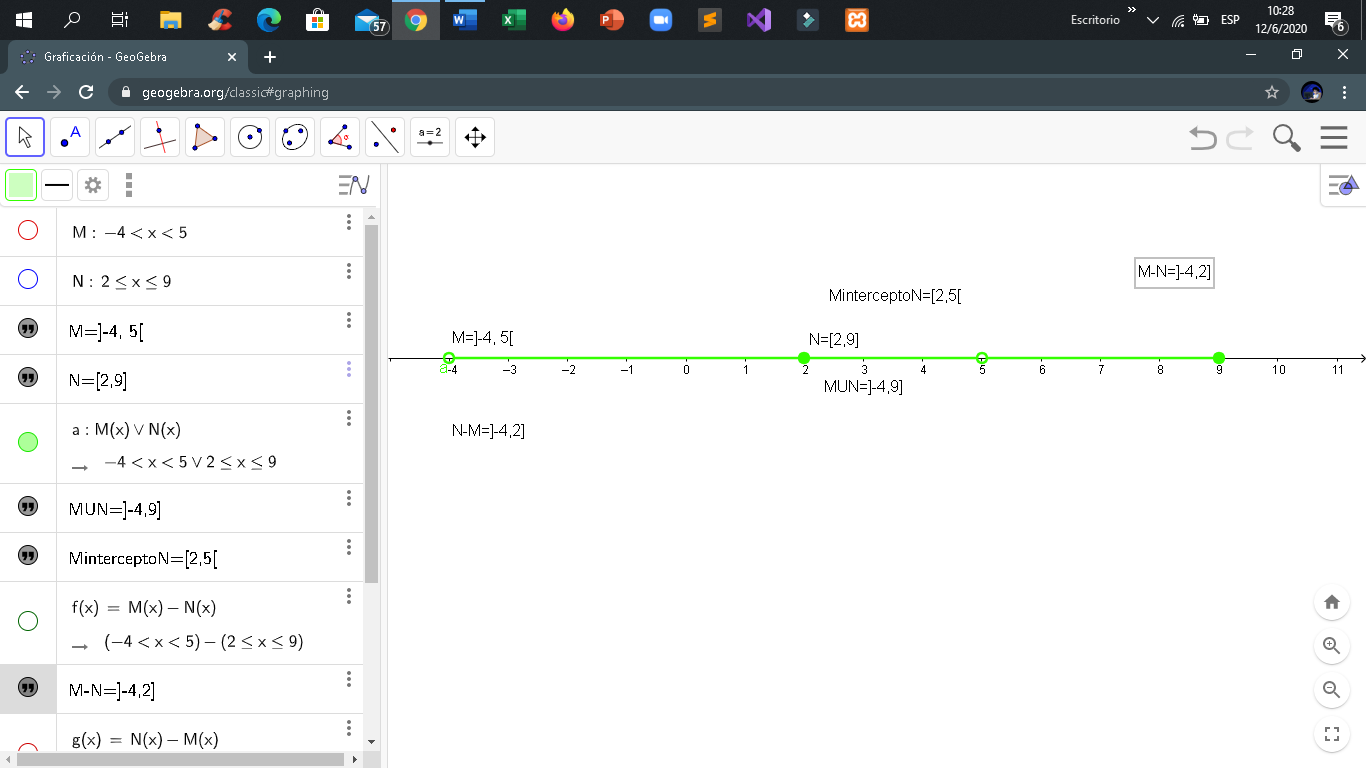 Escritorio
ESP
10:28
12/6/2020
57
6
Graficación - GeoGebra
geogebra.org/classic#graphing
A
a=2
M : −4 < x < 5
N : 2 ≤ x ≤ 9
M=]-4, 5[
N=[2,9]
a : M(x) ∨ N(x)
→ −4 < x < 5 ∨ 2 ≤ x ≤ 9
MUN=]-4,9]
MinterceptoN=[2,5[
f(x) = M(x) − N(x)
→ (−4 < x < 5) − (2 ≤ x ≤ 9)
M-N=]-4,2]
g(x) = N(x) − M(x)
M-N=]-4,2]
MinterceptoN=[2,5[
M=]-4, 5[
N=[2,9]
a
-4 −3 −2 −1 0 1 2 3 4 5 6 7 8 9 10 11
MUN=]-4,9]
N-M=]-4,2]